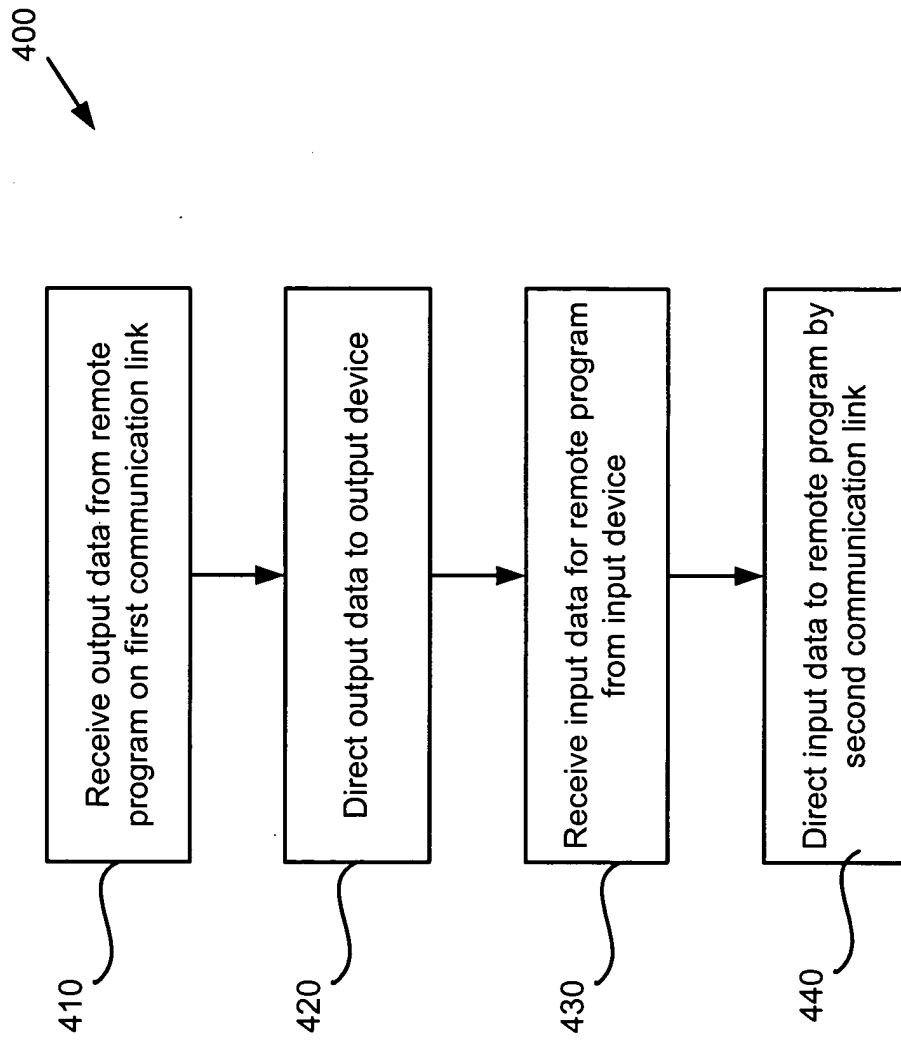 400
410
Receive output data from remote
program on first communication link
420
Direct output data to output device
430
Receive input data for remote program
from input device
440
Direct input data to remote program by
second communication link